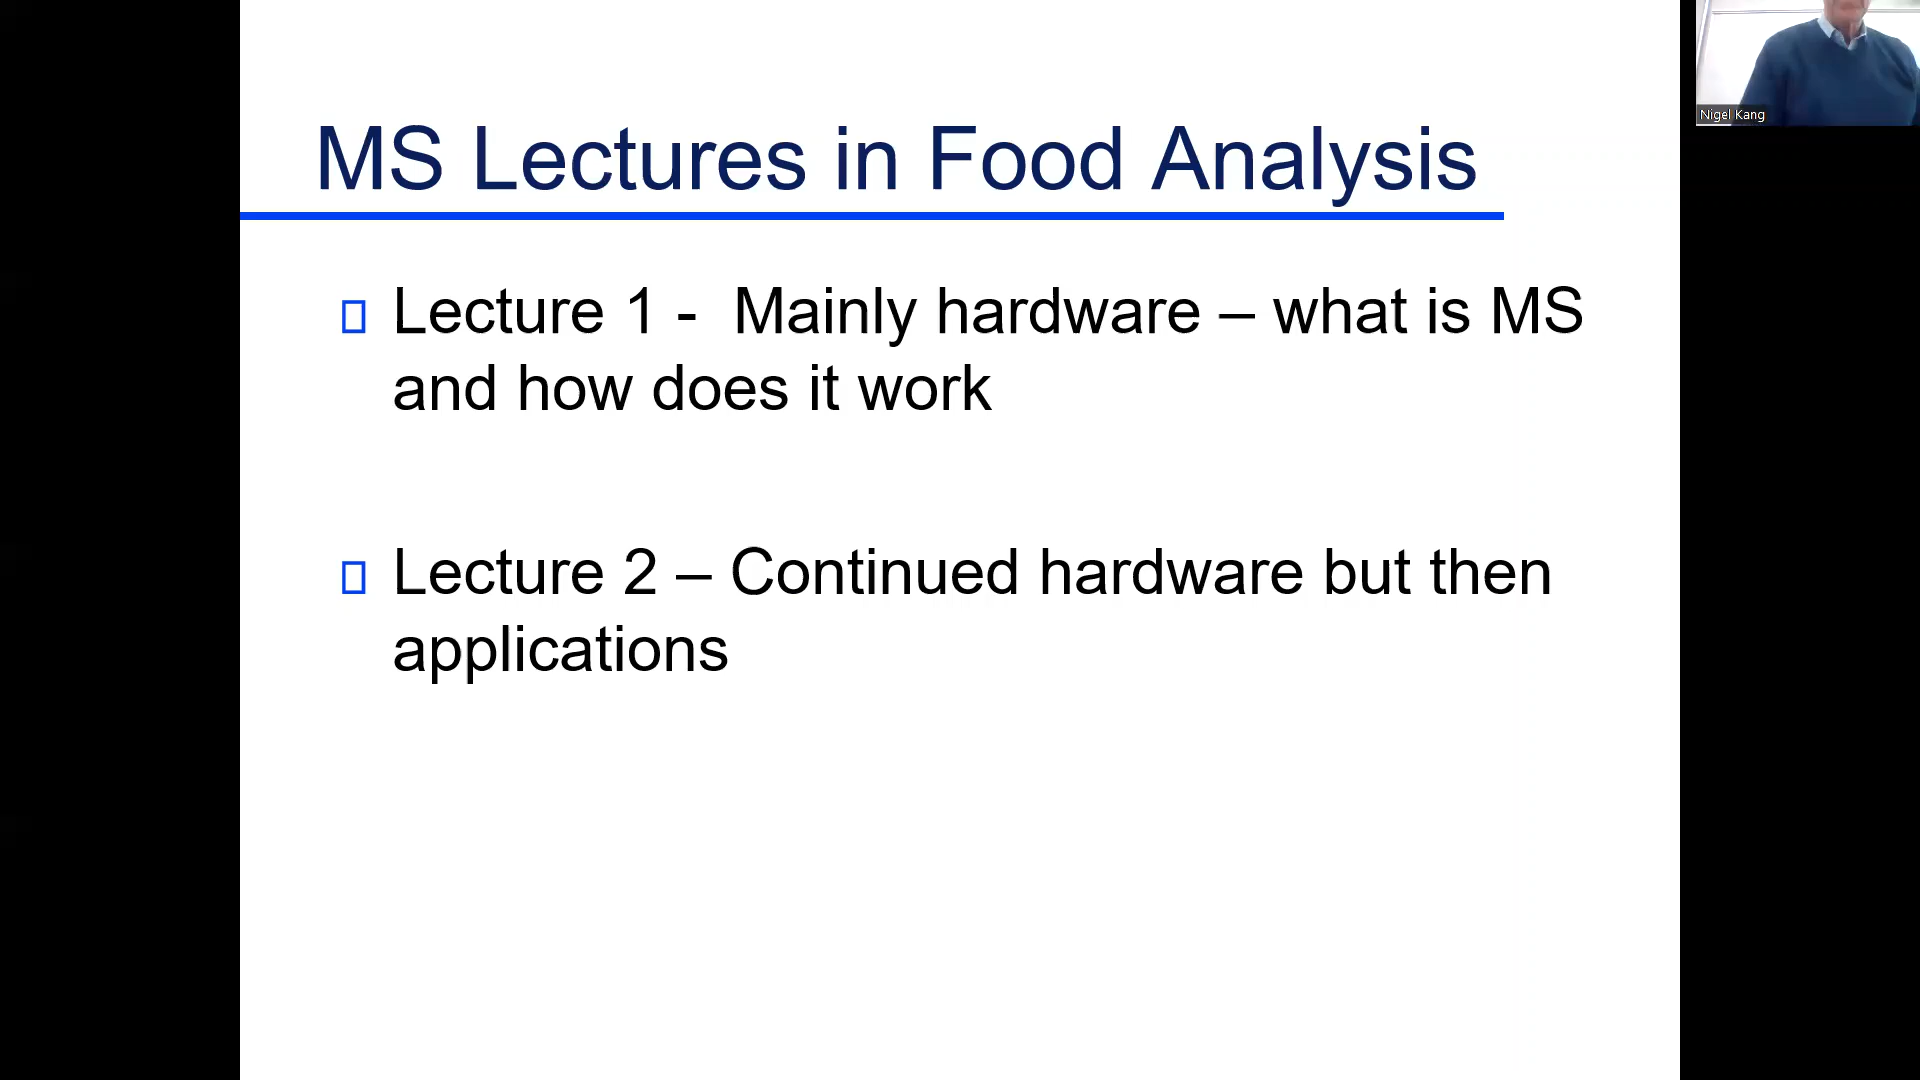 MS Lectures in Food Analysis
Lecture 1 -  Mainly hardware – what is MS
and how does it work
Lecture 2 – Continued hardware but then
applications
Nigel Kang